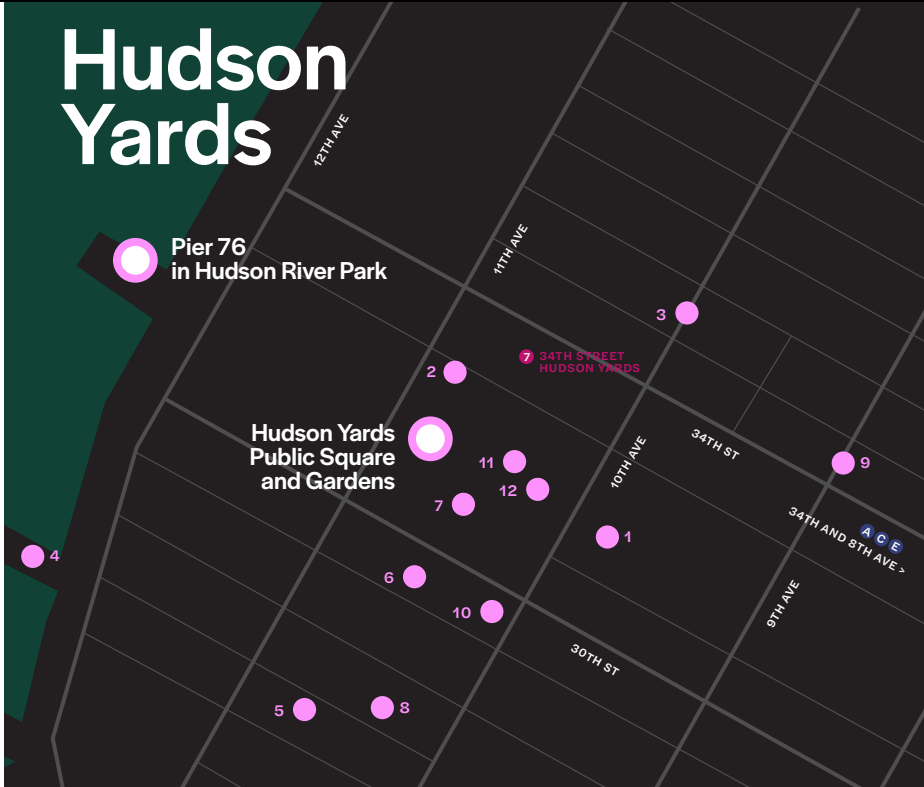 Hudson
Yards
12TH AVE
Pier 76
in Hudson River Park
11TH AVE
3
7 34TH STREET
HUDSON YARDS
2
Hudson Yards
Public Square
and Gardens
34TH ST
10TH AVE
11
9
12
7
34TH AND 8TH AVE >
A C E
1
4
6
9TH AVE
10
30TH ST
5
8